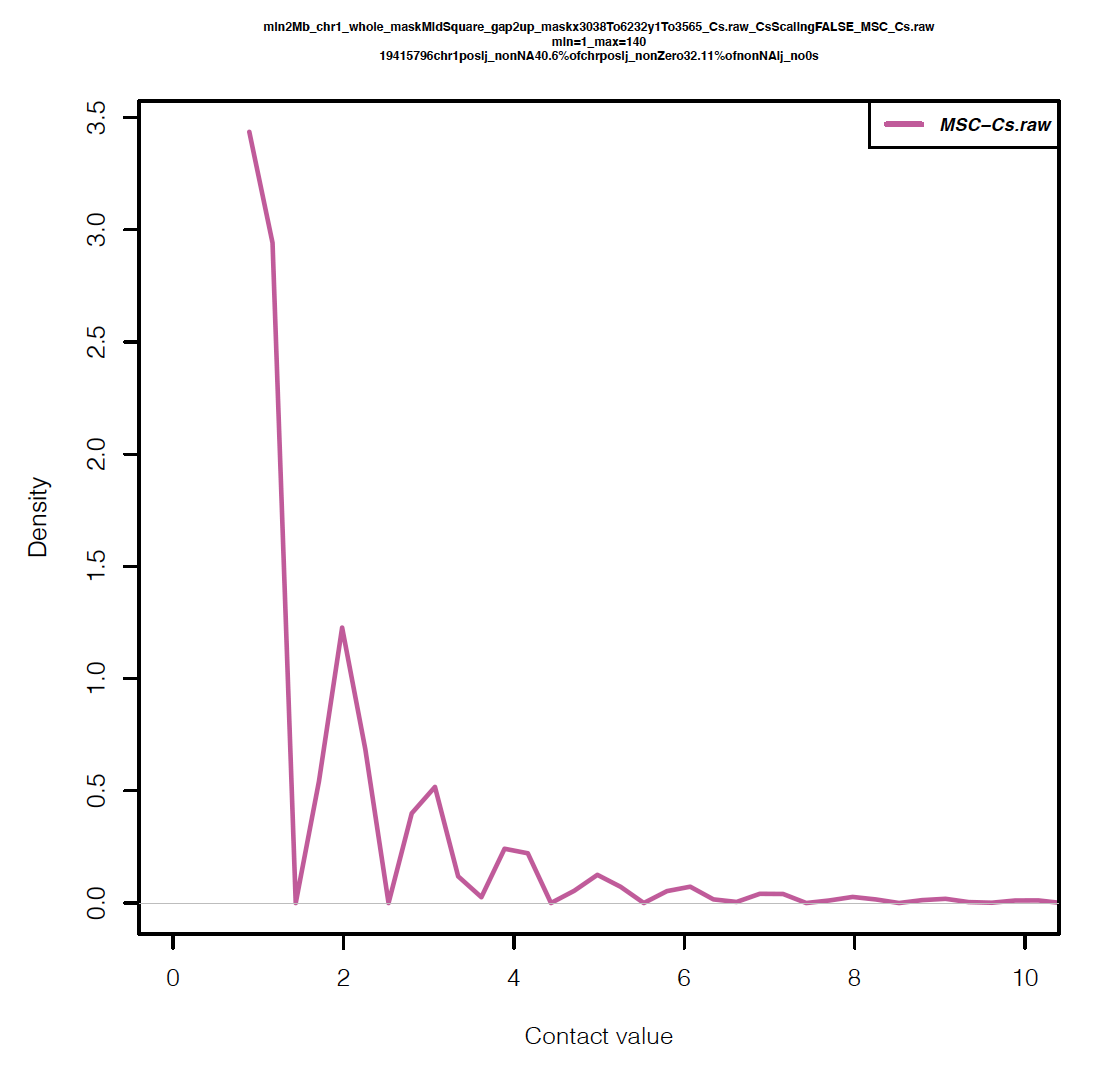 min2Mb_chr1_whole_maskMidSquare_gap2up_maskx3038To6232y1To3565_Cs.raw_CsScalingFALSE_MSC_Cs.raw
min=1_max=140
19415796chr1posIj_nonNA40.6%ofchrposIj_nonZero32.11%ofnonNAIj_no0s
MSC−Cs.raw
3.5
3.0
2.5
2.0
1.5
1.0
0.5
0.0
Density
0 2 4 6 8 10
Contact value